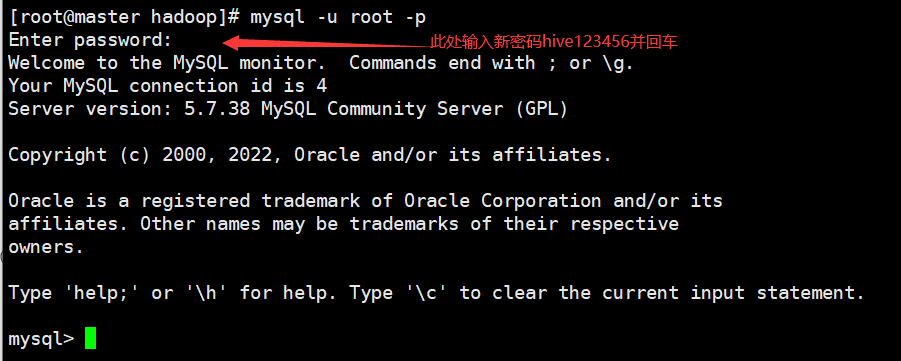 [root@master hadoop]# mysql -u root -p
Enter password: 此处输入新密码hive123456并回车
Welcome to the MySQL monitor.  Commands end with ; or \g.
Your MySQL connection id is 4
Server version: 5.7.38 MySQL Community Server (GPL)
Copyright (c) 2000, 2022, Oracle and/or its affiliates.
Oracle is a registered trademark of Oracle Corporation and/or its
affiliates. Other names may be trademarks of their respective
owners.
Type 'help;' or '\h' for help. Type '\c' to clear the current input statement.
mysql>